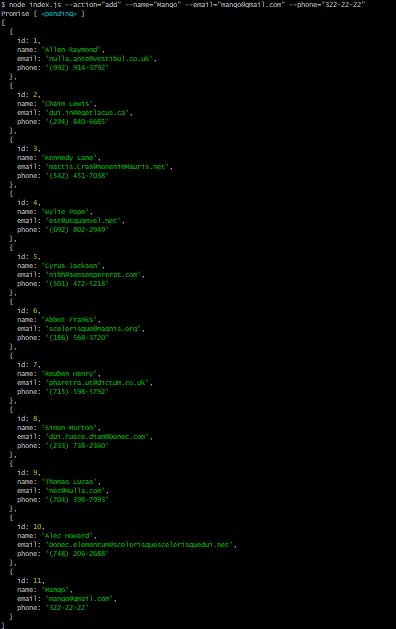 $ node index.js --action="add" --name="Mango" --email="mango@gmail.com" --phone="322-22-22"
Promise { <pending> }
[
{
id: 1,
name: 'Allen Raymond',
email: 'nulla.ante@vestibul.co.uk',
phone: '(992) 914-3792'
},
{
id: 2,
name: 'Chaim Lewis',
email: 'dui.in@egetlacus.ca',
phone: '(294) 840-6685'
},
{
id: 3,
name: 'Kennedy Lane',
email: 'mattis.Cras@nonenimMauris.net',
phone: '(542) 451-7038'
},
{
id: 4,
name: 'Wylie Pope',
email: 'est@utquamvel.net',
phone: '(692) 802-2949'
},
{
id: 5,
name: 'Cyrus Jackson',
email: 'nibh@semsempererat.com',
phone: '(501) 472-5218'
},
{
id: 6,
name: 'Abbot Franks',
email: 'scelerisque@magnis.org',
phone: '(186) 568-3720'
},
{
id: 7,
name: 'Reuben Henry',
email: 'pharetra.ut@dictum.co.uk',
phone: '(715) 598-5792'
},
{
id: 8,
name: 'Simon Morton',
email: 'dui.Fusce.diam@Donec.com',
phone: '(233) 738-2360'
},
{
id: 9,
name: 'Thomas Lucas',
email: 'nec@Nulla.com',
phone: '(704) 398-7993'
},
{
id: 10,
name: 'Alec Howard',
email: 'Donec.elementum@scelerisquescelerisquedui.net',
phone: '(748) 206-2688'
},
{
id: 11,
name: 'Mango',
email: 'mango@gmail.com',
phone: '322-22-22'
}
]